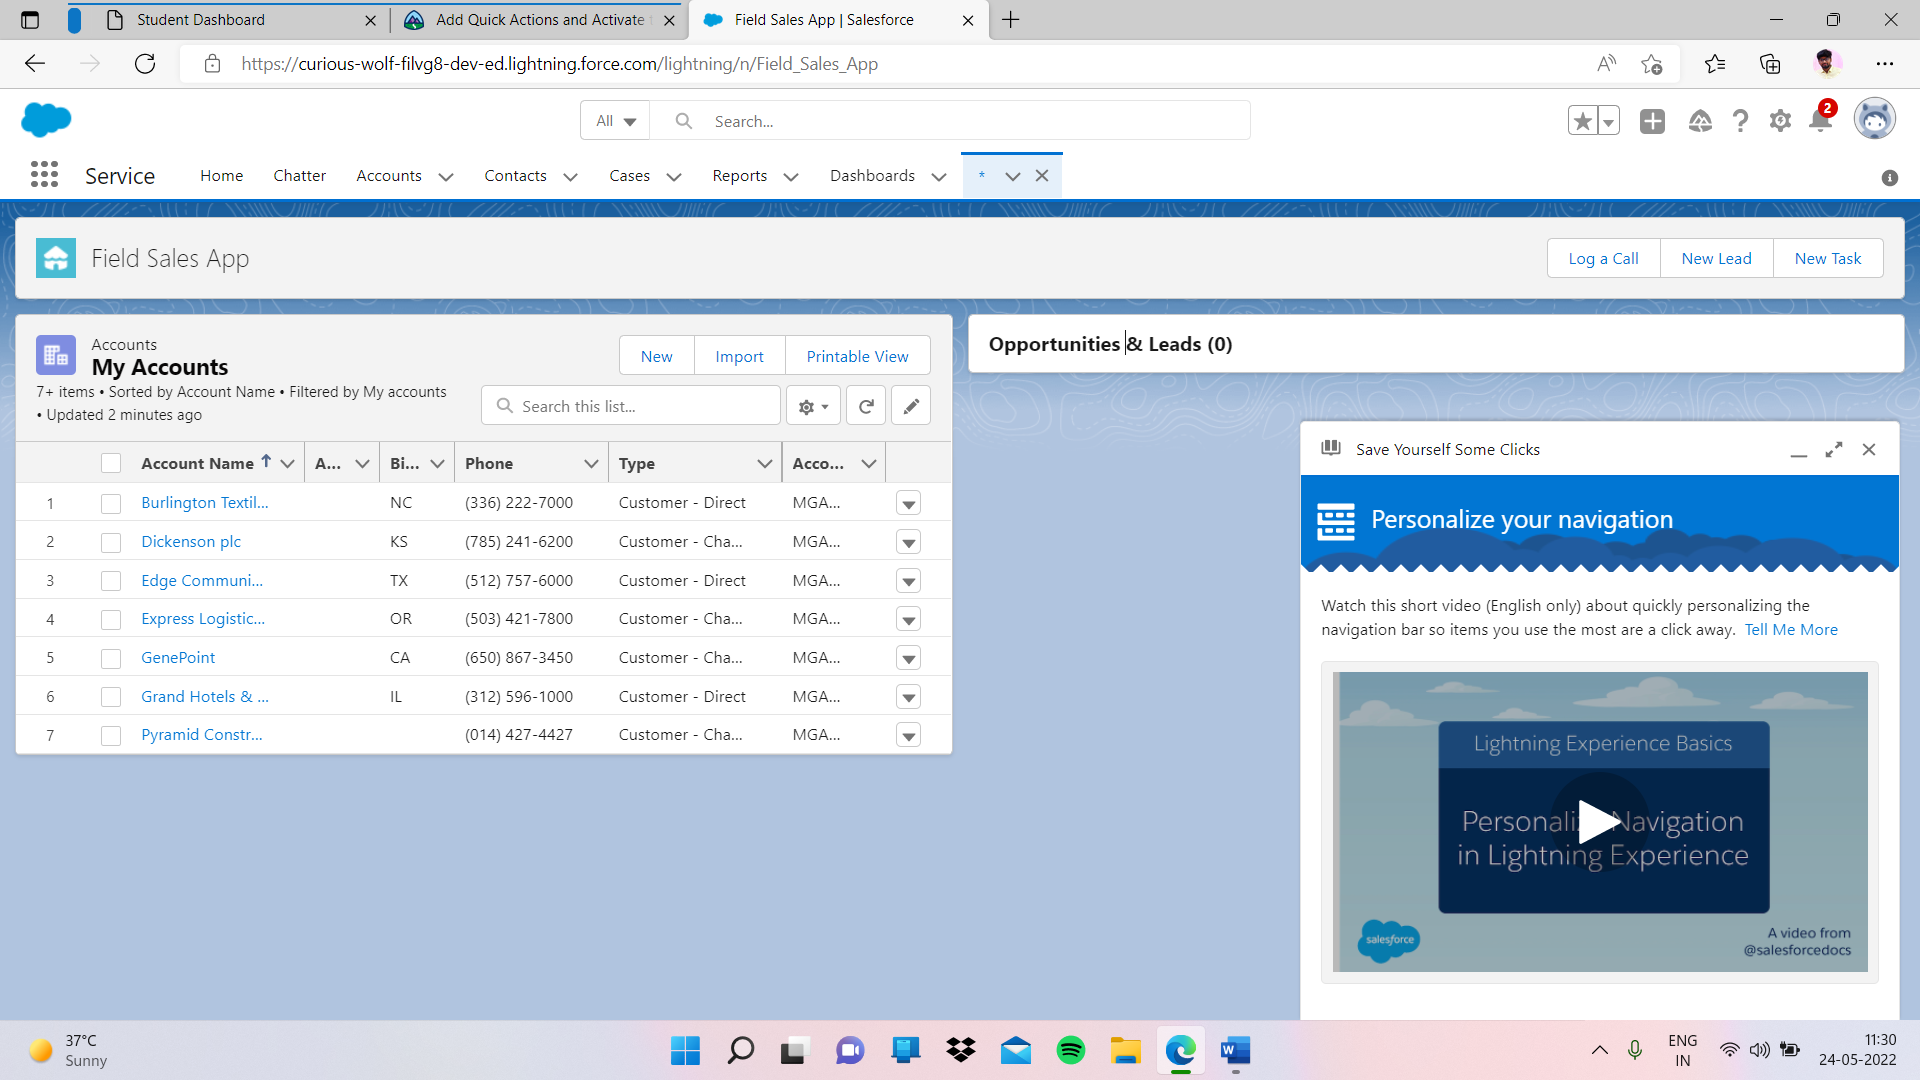 Student Dashboard
Add Quick Actions and Activate t
Field Sales App | Salesforce
https://curious-wolf-filvg8-dev-ed.lightning.force.com/lightning/n/Field_Sales_App
All
Search...
2
Service
Home
Chatter
Accounts
Contacts
Cases
Reports
Dashboards
*
Field Sales App
Log a Call
New Lead
New Task
Accounts
My Accounts
New
Import
Printable View
7+ items • Sorted by Account Name • Filtered by My accounts
• Updated 2 minutes ago
Search this list...
Account Name
A...
Bi...
Phone
Type
Acco...
1 Burlington Textil... NC (336) 222-7000 Customer - Direct MGA...
2 Dickenson plc KS (785) 241-6200 Customer - Cha... MGA...
3 Edge Communi... TX (512) 757-6000 Customer - Direct MGA...
4 Express Logistic... OR (503) 421-7800 Customer - Cha... MGA...
5 GenePoint CA (650) 867-3450 Customer - Cha... MGA...
6 Grand Hotels & ... IL (312) 596-1000 Customer - Direct MGA...
7 Pyramid Constr... (014) 427-4427 Customer - Cha... MGA...
Opportunities & Leads (0)
Save Yourself Some Clicks
Personalize your navigation
Watch this short video (English only) about quickly personalizing the
navigation bar so items you use the most are a click away. Tell Me More
Lightning Experience Basics
Personalize Navigation
in Lightning Experience
salesforce
A video from
@salesforcedocs
37°C
Sunny
ENG
IN
11:30
24-05-2022